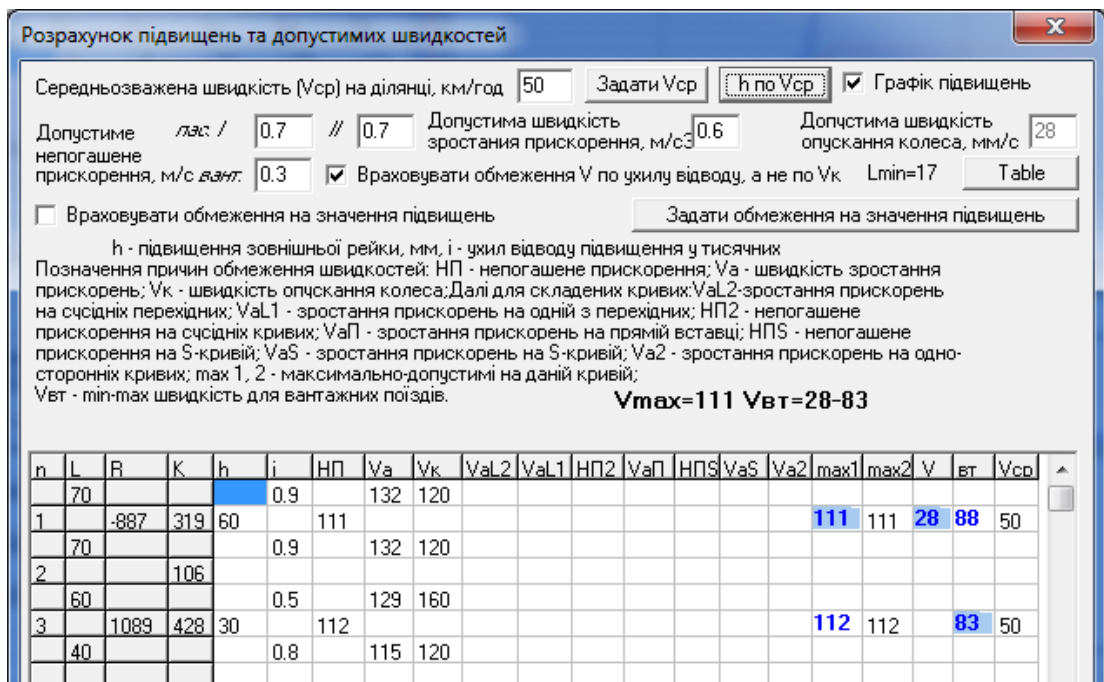 Розрахунок підвищень та допустимих швидкостей
Середньозважена швидкість (Vср) на ділянці, км/год 50 Задати Vср h по Vср Графік підвищень
Допустиме непогашене прискорення, м/с пас. / 0.7 // 0.7 вант. 0.3
Допустима швидкість зростания прискорення, м/с3 0.6
Допустима швидкість опускання колеса, мм/с 28
Враховувати обмеження V по ухилу відводу, а не по Vк Lmin=17 Table
Враховувати обмеження на значення підвищень Задати обмеження на значення підвищень
h - підвищення зовнішньої рейки, мм, i - ухил відводу підвищення у тисячних
Позначення причин обмеження швидкостей: НП - непогашене прискорення; Va - швидкість зростання
прискорень; Vк - швидкість опускання колеса;Далі для складених кривих:VaL2-зростання прискорень
на сусідніх перехідних; VaL1 - зростання прискорень на одній з перехідних; НП2 - непогашене
прискорення на сусідніх кривих; VaП - зростання прискорень на прямій вставці; НПS - непогашене
прискорення на S-кривій; VaS - зростання прискорень на S-кривій; Va2 - зростання прискорень на одно-
сторонніх кривих; max 1, 2 - максимально-допустимі на даній кривій;
Vвт - min-max швидкість для вантажних поїздів. Vmax=111 Vвт=28-83
n L R K h i НП Va Vк VaL2 VaL1 НП2 VaП НПS VaS Va2 max1 max2 V вт Vср
70 0.9 132 120
1 -887 319 60 111 111 111 28 88 50
70 0.9 132 120
2 106
60 0.5 129 160
3 1089 428 30 112 112 112 83 50
40 0.8 115 120